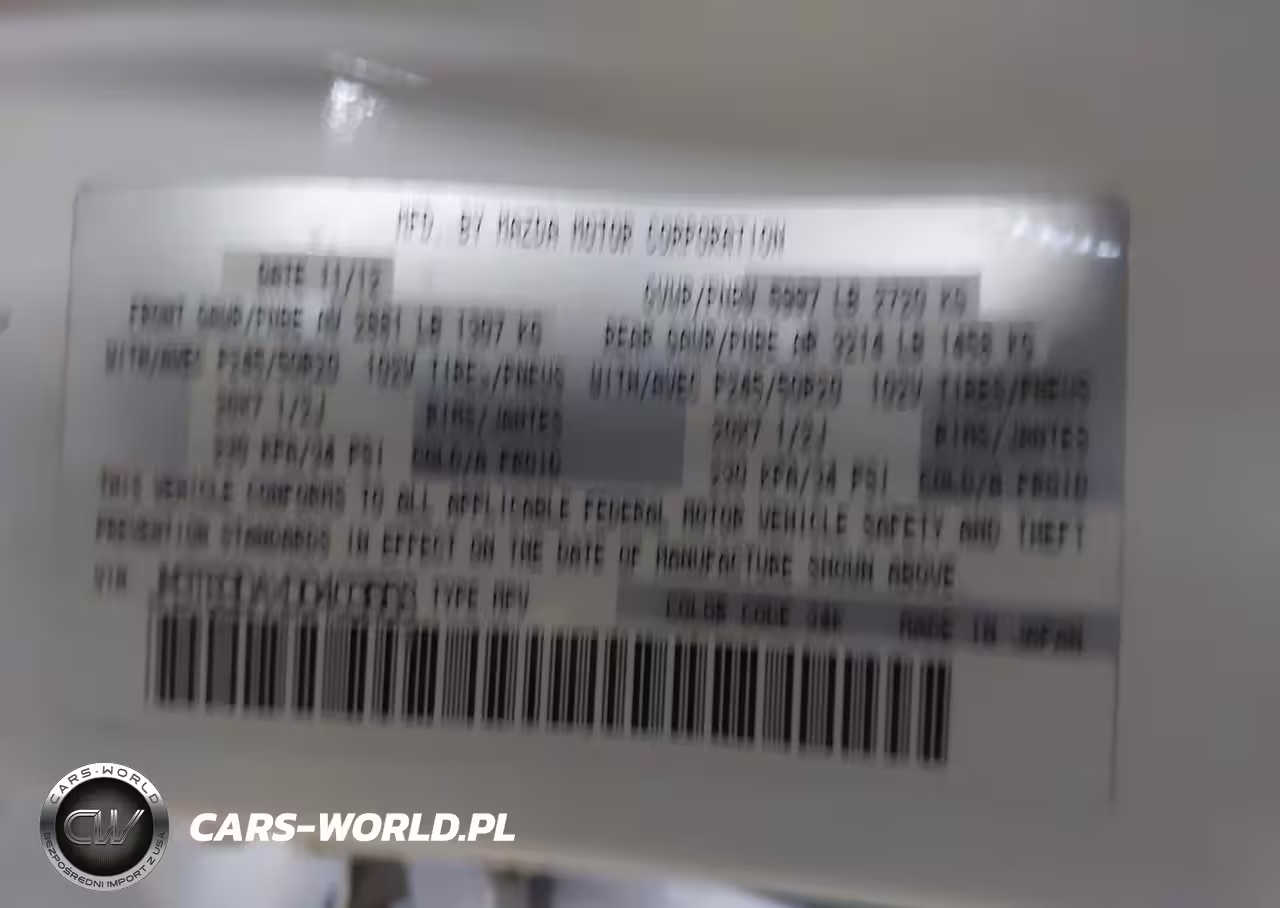 MFD. BY MAZDA MOTOR CORPORATION
DATE 11/12
GVWR/PNBV 5997 LB 2720 KG
FRONT GAWR/PNBE AV 2881 LB 1307 KG
REAR GAWR/PNBE AR 3214 LB 1458 KG
WITH/AVEC P245/50R20 102V TIRES/PNEUS
WITH/AVEC P245/50R20 102V TIRES/PNEUS
20X7 1/2J RIMS/JANTES
20X7 1/2J RIMS/JANTES
KPA/34 PSI COLD/A FROID
KPA/34 PSI COLD/A FROID
THIS VEHICLE CONFORMS TO ALL APPLICABLE FEDERAL MOTOR VEHICLE SAFETY AND THEFT
PREVENTION STANDARDS IN EFFECT ON THE DATE OF MANUFACTURE SHOWN ABOVE
VIN TYPE MPV COLOR CODE MADE IN JAPAN
CARS-WORLD
CW
BEZPOŚREDNI IMPORT Z USA
CARS-WORLD.PL